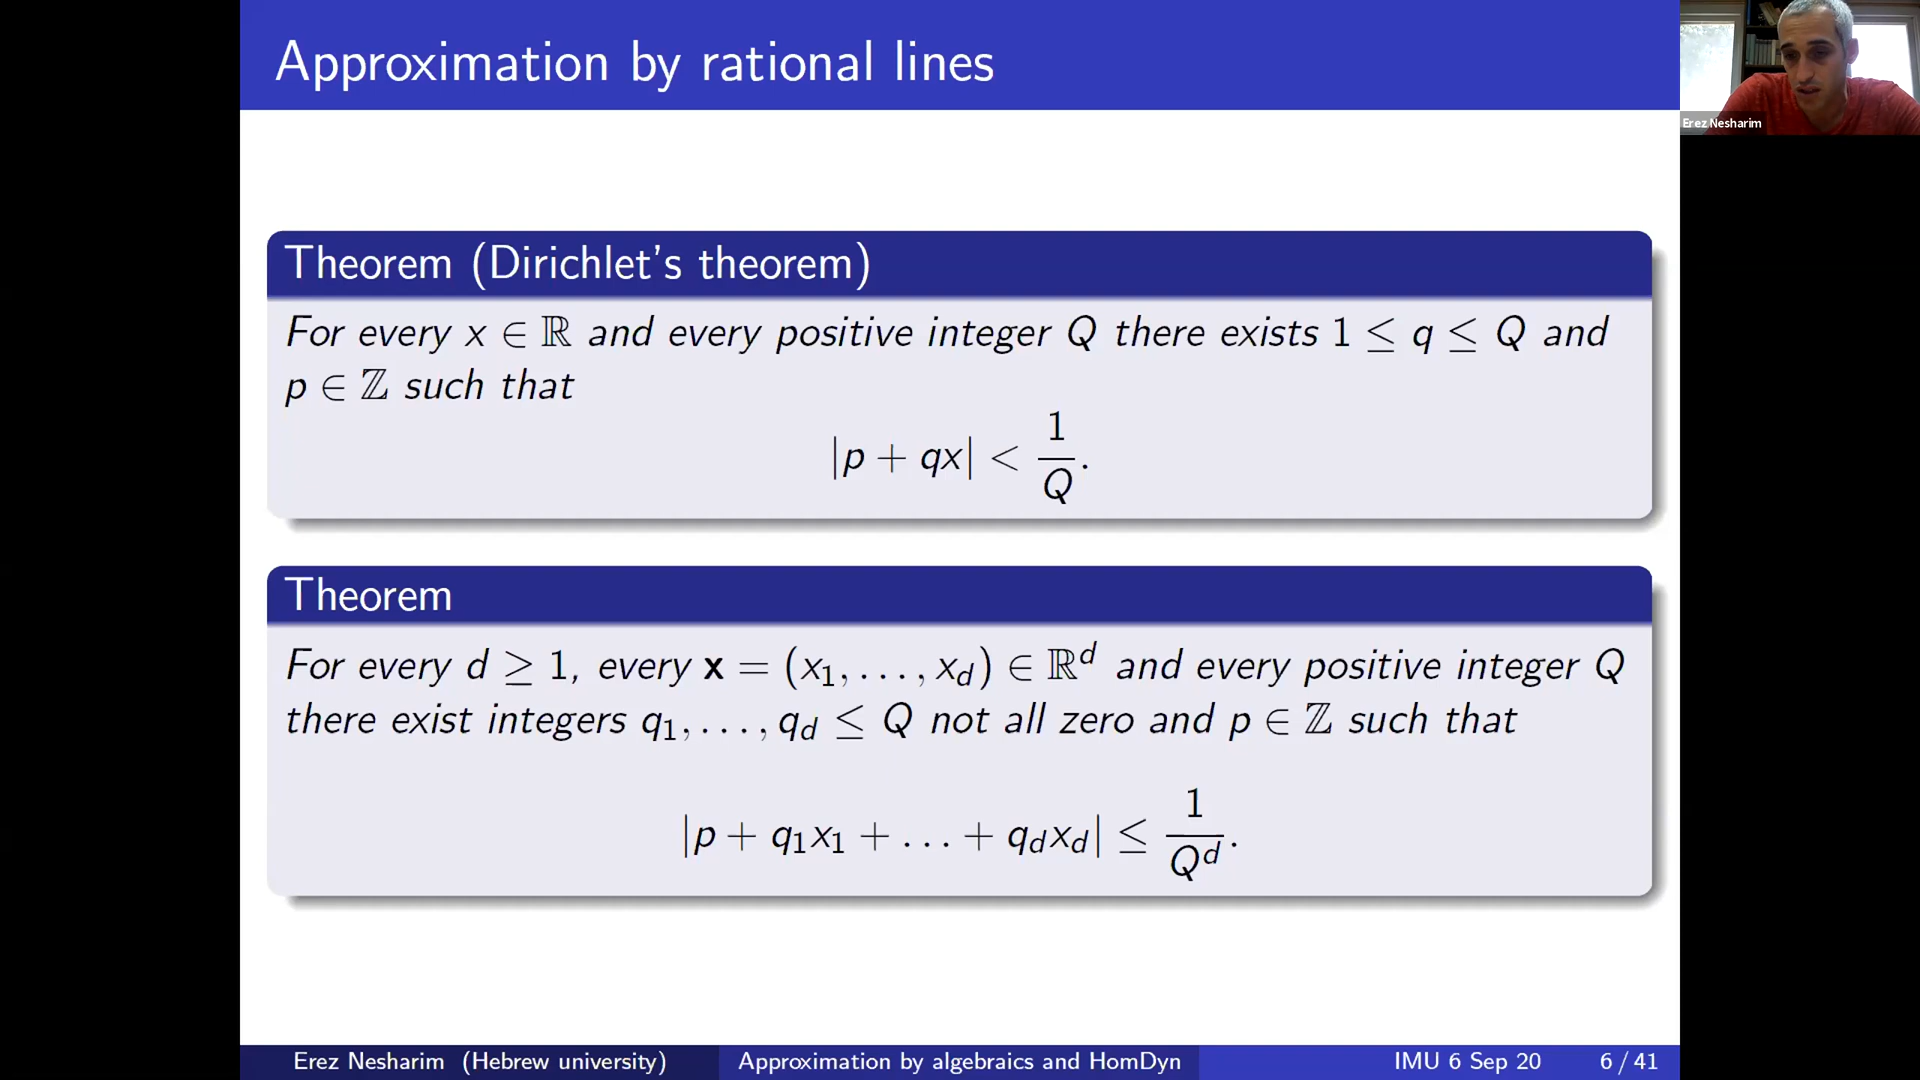 Approximation by rational lines
Erez Nesharim
Theorem (Dirichlet's theorem)
For every x ∈ ℝ and every positive integer Q there exists 1 ≤ q ≤ Q and
p ∈ ℤ such that
|p + qx| < 1/Q.
Theorem
For every d ≥ 1, every 𝐱 = (x₁, . . . , x_d) ∈ ℝ^d and every positive integer Q
there exist integers q₁, . . . , q_d ≤ Q not all zero and p ∈ ℤ such that
|p + q₁x₁ + . . . + q_dx_d| ≤ 1/Q^d.
Erez Nesharim (Hebrew university) Approximation by algebraics and HomDyn IMU 6 Sep 20 6 / 41